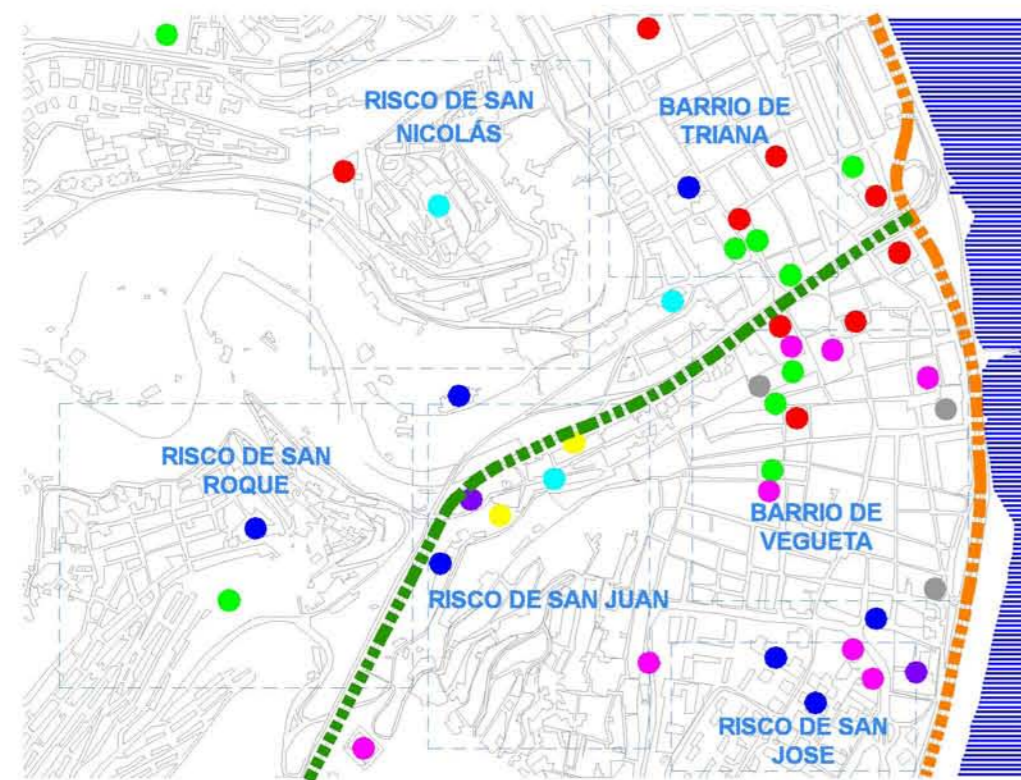 RISCO DE SAN
NICOLÁS
BARRIO DE
TRIANA
RISCO DE SAN
ROQUE
BARRIO DE
VEGUETA
RISCO DE SAN JUAN
RISCO DE SAN
JOSE